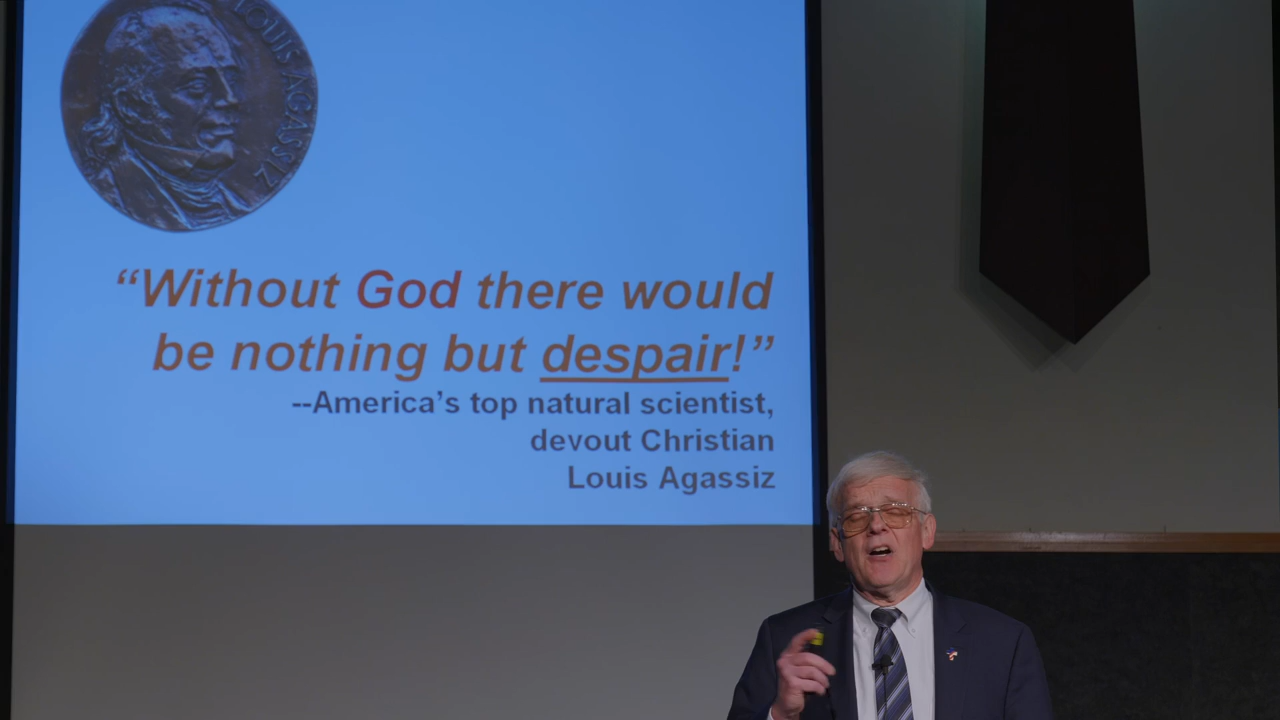 LOUIS AGASSIZ
“Without God there would
be nothing but despair!”
--America’s top natural scientist,
devout Christian
Louis Agassiz